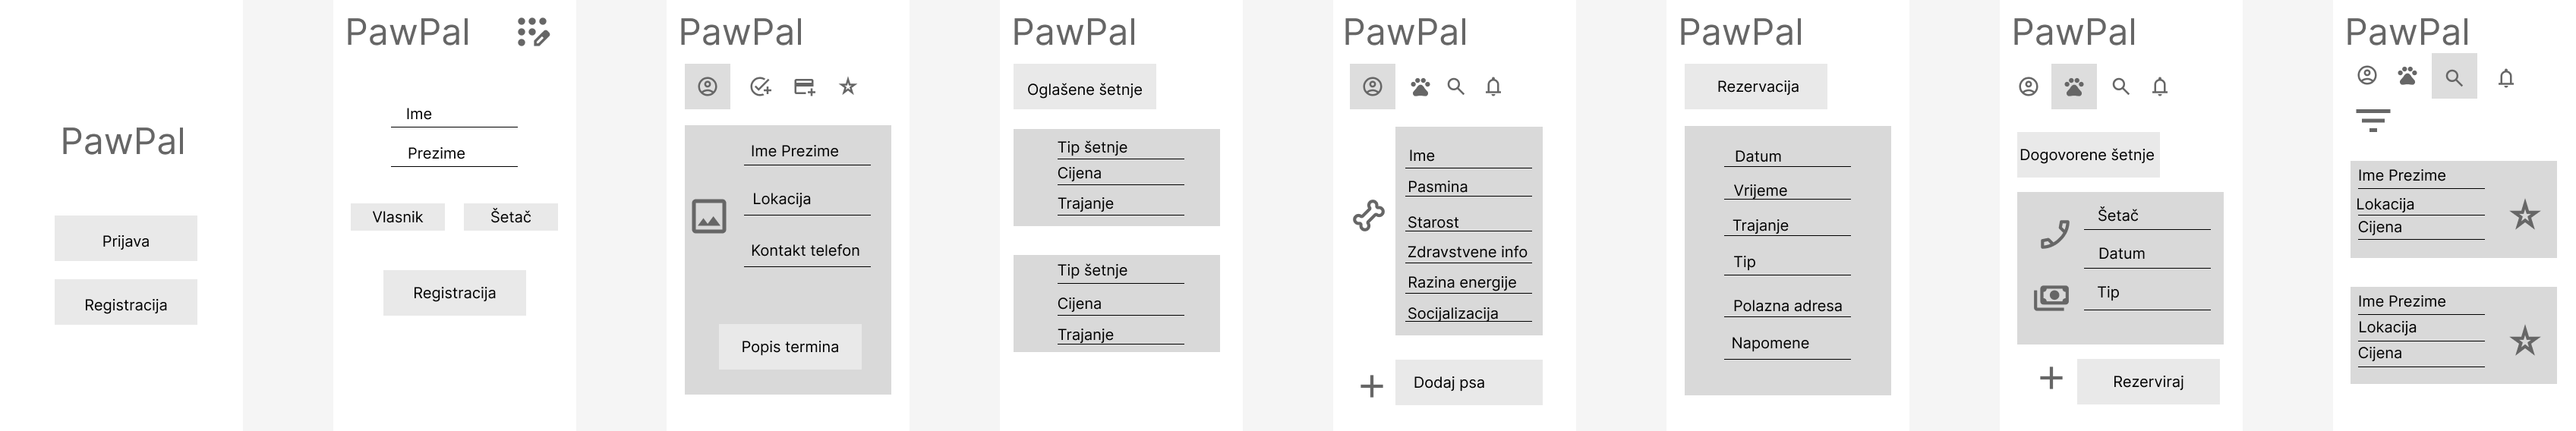 PawPal
Prijava
Registracija
PawPal
Ime
Prezime
Vlasnik
Šetač
Registracija
PawPal
Ime Prezime
Lokacija
Kontakt telefon
Popis termina
PawPal
Oglašene šetnje
Tip šetnje
Cijena
Trajanje
Tip šetnje
Cijena
Trajanje
PawPal
Ime
Pasmina
Starost
Zdravstvene info
Razina energije
Socijalizacija
Dodaj psa
PawPal
Rezervacija
Datum
Vrijeme
Trajanje
Tip
Polazna adresa
Napomene
PawPal
Dogovorene šetnje
Šetač
Datum
Tip
Rezerviraj
PawPal
Ime Prezime
Lokacija
Cijena
Ime Prezime
Lokacija
Cijena